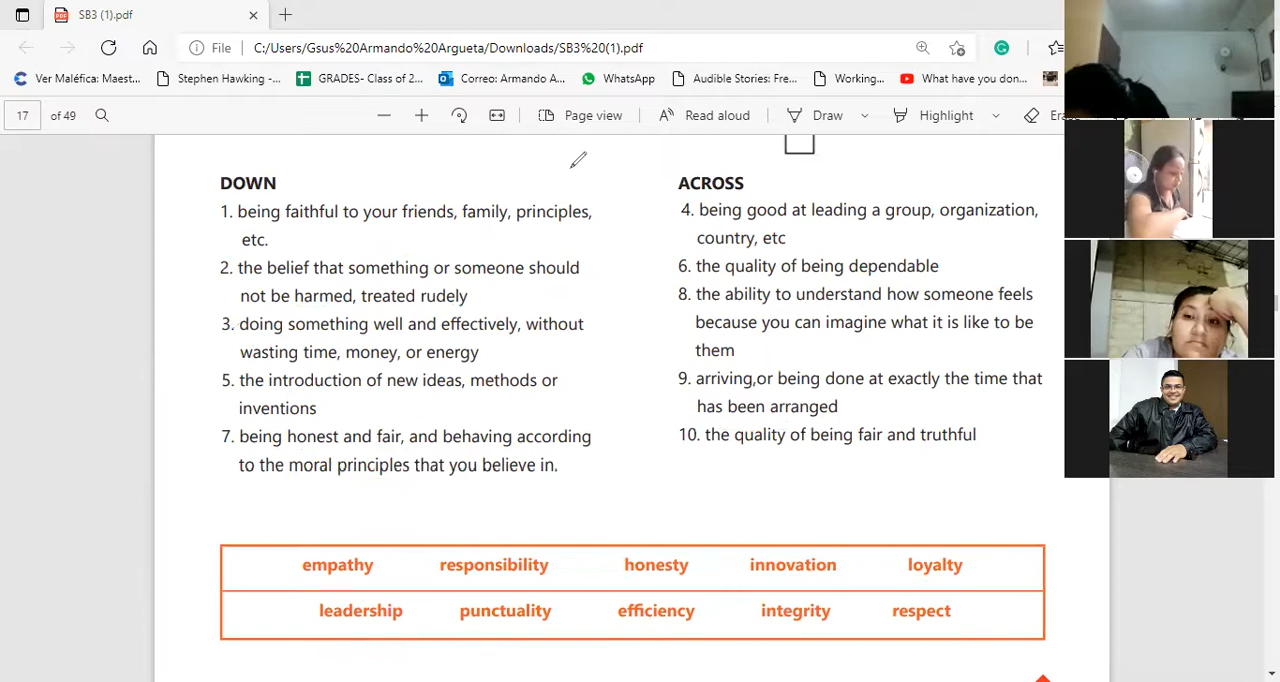 SB3 (1).pdf
File C:/Users/Gsus%20Armando%20Argueta/Downloads/SB3%20(1).pdf
Ver Maléfica: Maest... Stephen Hawking -... GRADES- Class of 2... Correo: Armando A... WhatsApp Audible Stories: Fre... Working... What have you don...
17 of 49 Page view Read aloud Draw Highlight Era
DOWN
1. being faithful to your friends, family, principles,
etc.
2. the belief that something or someone should
not be harmed, treated rudely
3. doing something well and effectively, without
wasting time, money, or energy
5. the introduction of new ideas, methods or
inventions
7. being honest and fair, and behaving according
to the moral principles that you believe in.
ACROSS
4. being good at leading a group, organization,
country, etc
6. the quality of being dependable
8. the ability to understand how someone feels
because you can imagine what it is like to be
them
9. arriving,or being done at exactly the time that
has been arranged
10. the quality of being fair and truthful
empathy responsibility honesty innovation loyalty
leadership punctuality efficiency integrity respect